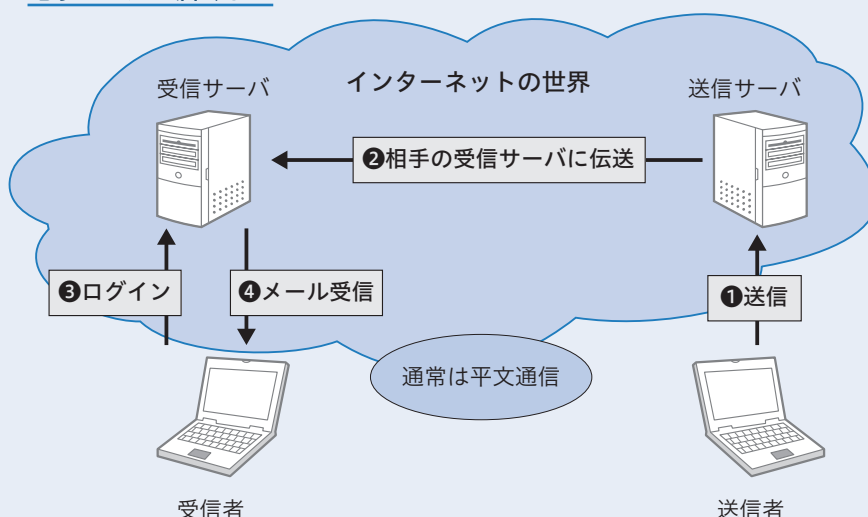 インターネットの世界
受信サーバ
送信サーバ
❷相手の受信サーバに伝送
❸ログイン
❹メール受信
❶送信
通常は平文通信
受信者
送信者